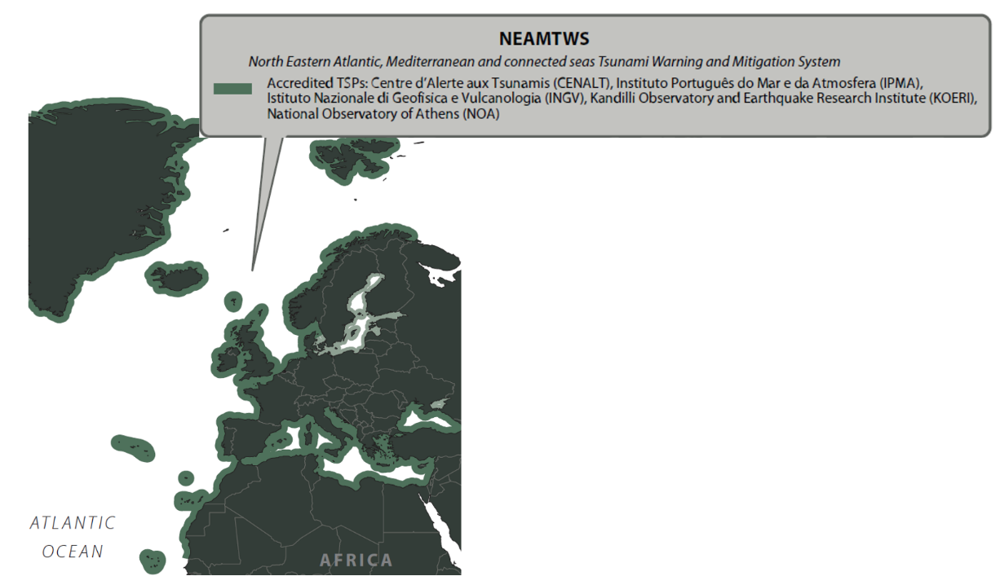 NEAMTWS
North Eastern Atlantic, Mediterranean and connected seas Tsunami Warning and Mitigation System
Accredited TSPs: Centre d’Alerte aux Tsunamis (CENALT), Instituto Português do Mar e da Atmosfera (IPMA),
Istituto Nazionale di Geofisica e Vulcanologia (INGV), Kandilli Observatory and Earthquake Research Institute (KOERI),
National Observatory of Athens (NOA)
ATLANTIC
OCEAN
AFRICA